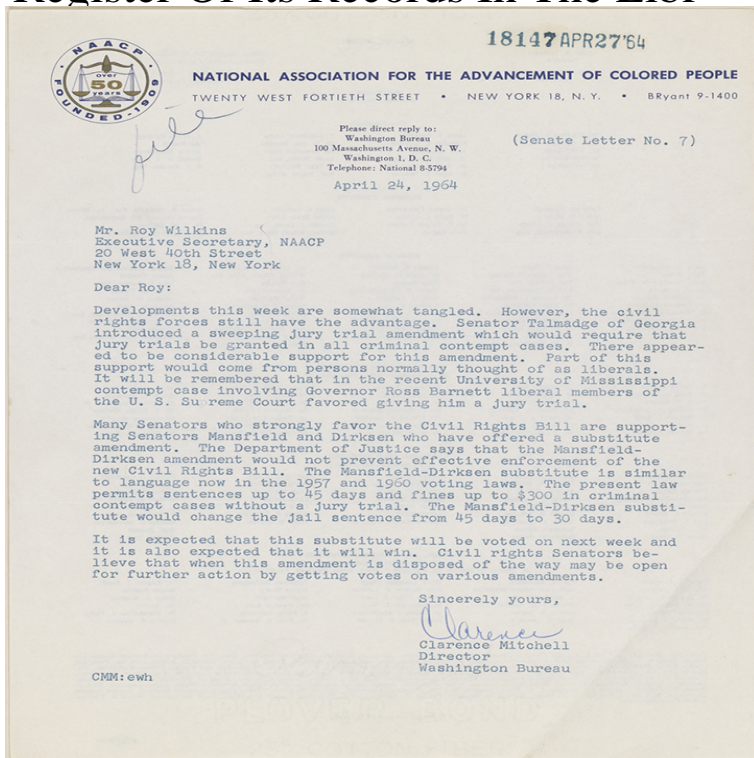 Register Of Its Records In The Libr
18147 APR27'64
NAACP
over
50
years
FOUNDED-1909
NATIONAL ASSOCIATION FOR THE ADVANCEMENT OF COLORED PEOPLE
TWENTY WEST FORTIETH STREET • NEW YORK 18, N. Y. • BRyant 9-1400
file
Please direct reply to:
Washington Bureau
100 Massachusetts Avenue, N. W.
Washington 1, D. C.
Telephone: National 8-5794
(Senate Letter No. 7)
April 24, 1964
Mr. Roy Wilkins
Executive Secretary, NAACP
20 West 40th Street
New York 18, New York
Dear Roy:
Developments this week are somewhat tangled. However, the civil
rights forces still have the advantage. Senator Talmadge of Georgia
introduced a sweeping jury trial amendment which would require that
jury trials be granted in all criminal contempt cases. There appear-
ed to be considerable support for this amendment. Part of this
support would come from persons normally thought of as liberals.
It will be remembered that in the recent University of Mississippi
contempt case involving Governor Ross Barnett liberal members of
the U. S. Supreme Court favored giving him a jury trial.
Many Senators who strongly favor the Civil Rights Bill are support-
ing Senators Mansfield and Dirksen who have offered a substitute
amendment. The Department of Justice says that the Mansfield-
Dirksen amendment would not prevent effective enforcement of the
new Civil Rights Bill. The Mansfield-Dirksen substitute is similar
to language now in the 1957 and 1960 voting laws. The present law
permits sentences up to 45 days and fines up to $300 in criminal
contempt cases without a jury trial. The Mansfield-Dirksen substi-
tute would change the jail sentence from 45 days to 30 days.
It is expected that this substitute will be voted on next week and
it is also expected that it will win. Civil rights Senators be-
lieve that when this amendment is disposed of the way may be open
for further action by getting votes on various amendments.
Sincerely yours,
Clarence
Clarence Mitchell
Director
Washington Bureau
CMM:ewh